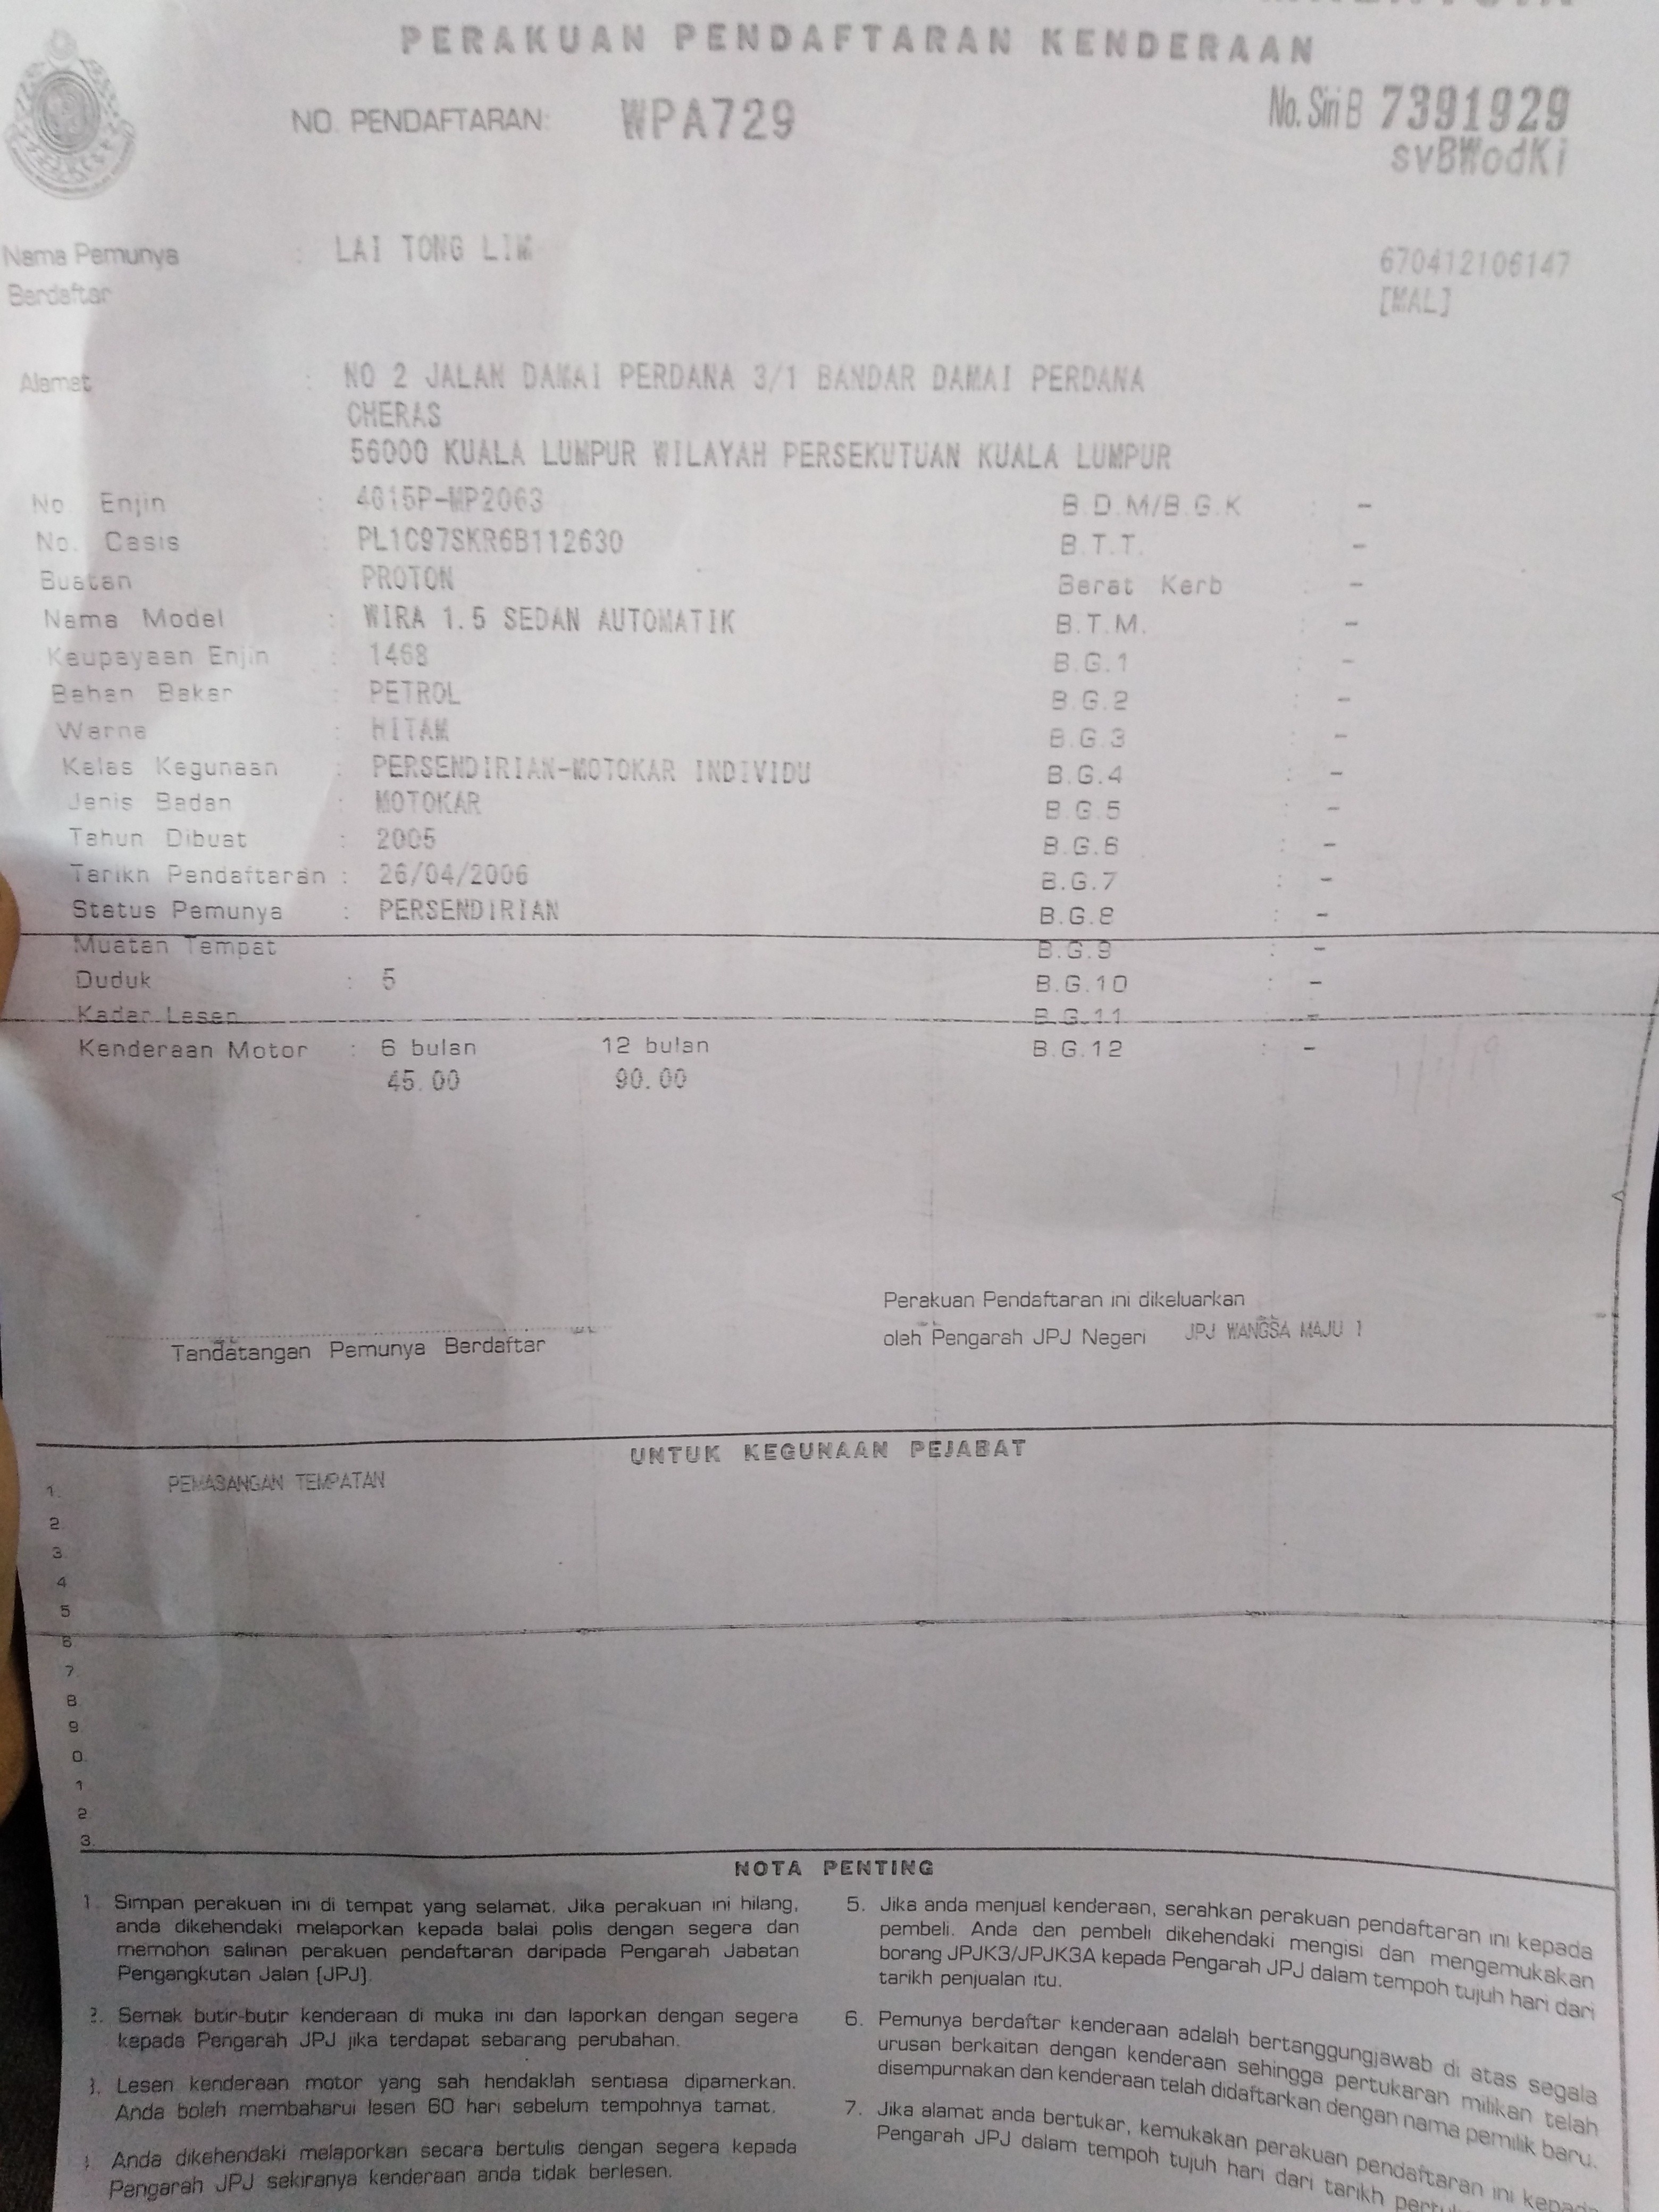 PERAKUAN PENDAFTARAN KENDERAAN
NO. PENDAFTARAN: WPA729
No. Siri B 7391929
svBWodKi
Nama Pemunya : LAI TONG LIM 670412106147
Berdaftar [MAL]
Alamat : NO 2 JALAN DAMAI PERDANA 3/1 BANDAR DAMAI PERDANA
CHERAS
56000 KUALA LUMPUR WILAYAH PERSEKUTUAN KUALA LUMPUR
No. Enjin : 4G15P-MP2063 B.D.M/B.G.K : -
No. Casis : PL1C97SKR6B112630 B.T.T. -
Buatan PROTON Berat Kerb : -
Nama Model : WIRA 1.5 SEDAN AUTOMATIK B.T.M. : -
Keupayaan Enjin : 1468 B.G.1 : -
Bahan Bakar : PETROL B.G.2 : -
Warna : HITAM B.G.3 : -
Kelas Kegunaan : PERSENDIRIAN-MOTOKAR INDIVIDU B.G.4 : -
Jenis Badan : MOTOKAR B.G.5 : -
Tahun Dibuat : 2005 B.G.6 : -
Tarikh Pendaftaran : 26/04/2006 B.G.7 : -
Status Pemunya : PERSENDIRIAN B.G.8 : -
Muatan Tempat B.G.9 : -
Duduk : 5 B.G.10 : -
Kadar Lesen B.G.11 -
Kenderaan Motor : 6 bulan 12 bulan B.G.12 : -
45.00 90.00
Perakuan Pendaftaran ini dikeluarkan
Tandatangan Pemunya Berdaftar oleh Pengarah JPJ Negeri JPJ WANGSA MAJU 1
UNTUK KEGUNAAN PEJABAT
1. PEMASANGAN TEMPATAN
2
3.
4
5
6
7.
8
9
0.
1
2
3.
NOTA PENTING
1. Simpan perakuan ini di tempat yang selamat. Jika perakuan ini hilang,
anda dikehendaki melaporkan kepada balai polis dengan segera dan
memohon salinan perakuan pendaftaran daripada Pengarah Jabatan
Pengangkutan Jalan (JPJ).
2. Semak butir-butir kenderaan di muka ini dan laporkan dengan segera
kepada Pengarah JPJ jika terdapat sebarang perubahan.
3. Lesen kenderaan motor yang sah hendaklah sentiasa dipamerkan.
Anda boleh membaharui lesen 60 hari sebelum tempohnya tamat.
Anda dikehendaki melaporkan secara bertulis dengan segera kepada
Pengarah JPJ sekiranya kenderaan anda tidak berlesen.
5. Jika anda menjual kenderaan, serahkan perakuan pendaftaran ini kepada
pembeli. Anda dan pembeli dikehendaki mengisi dan mengemukakan
borang JPJK3/JPJK3A kepada Pengarah JPJ dalam tempoh tujuh hari dari
tarikh penjualan itu.
6. Pemunya berdaftar kenderaan adalah bertanggungjawab di atas segala
urusan berkaitan dengan kenderaan sehingga pertukaran milikan telah
disempurnakan dan kenderaan telah didaftarkan dengan nama pemilik baru.
7. Jika alamat anda bertukar, kemukakan perakuan pendaftaran ini kepada
Pengarah JPJ dalam tempoh tujuh hari dari tarikh